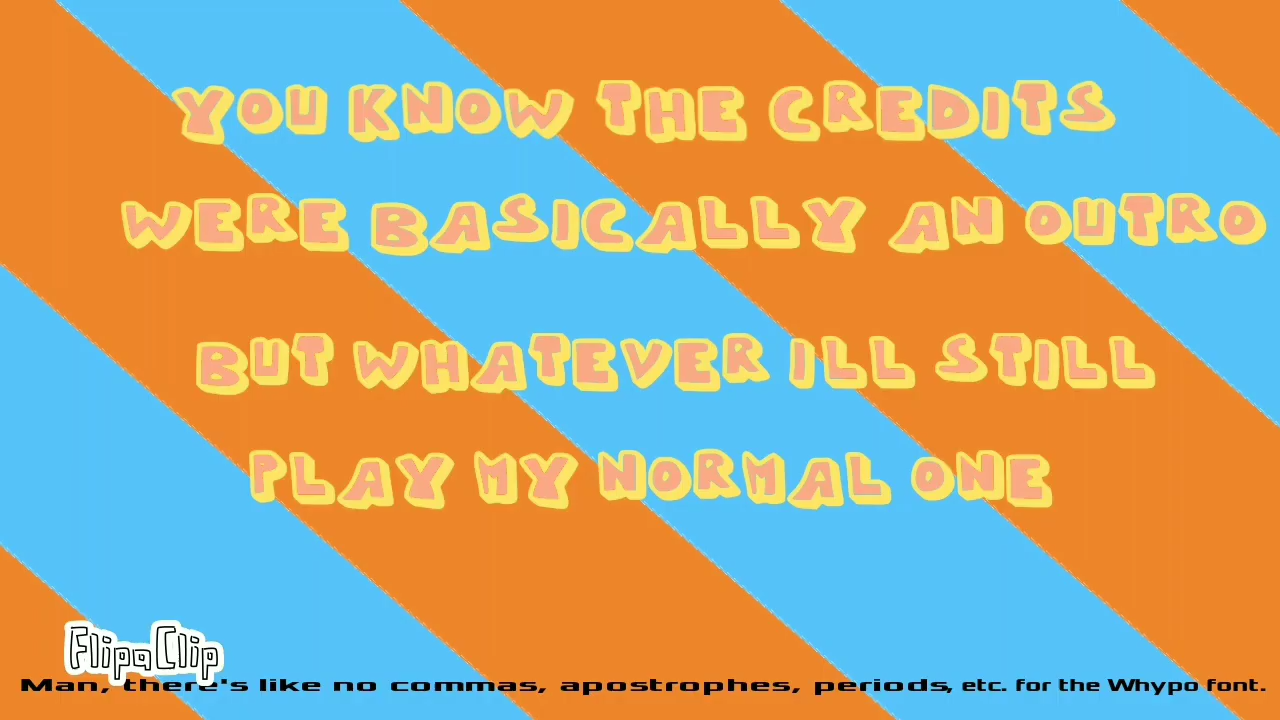 YOU KNOW THE CREDITS
WERE BASICALLY AN OUTRO
BUT WHATEVER ILL STILL
PLAY MY NORMAL ONE
FlipaClip
Man, there's like no commas, apostrophes, periods, etc. for the Whypo font.